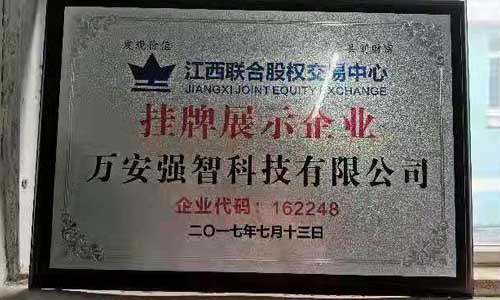 发现价值
江西联合股权交易中心
JIANGXI JOINT EQUITY EXCHANGE
挂牌展示企业
万安强智科技有限公司
企业代码：162248
二〇一七年七月十三日